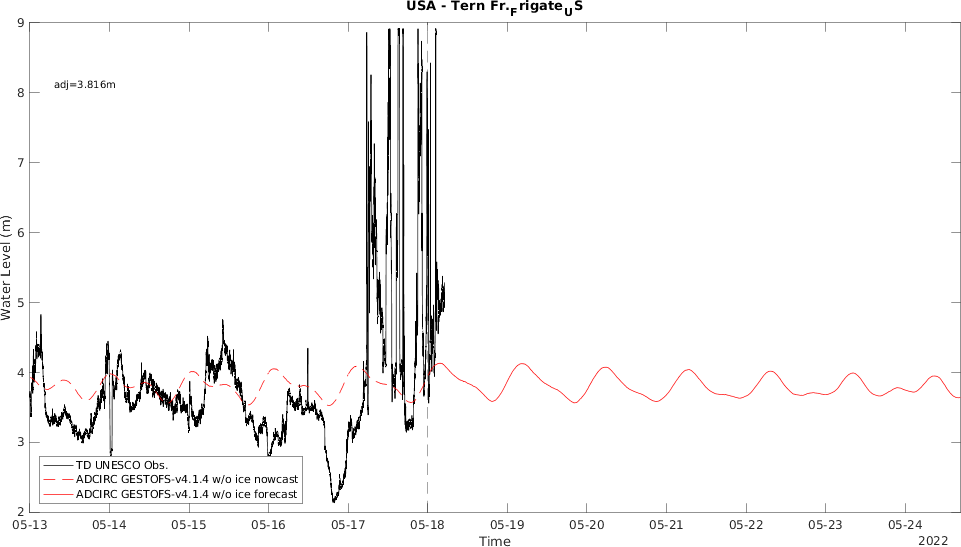 USA - Tern Fr.FrigateUS
9
adj=3.816m
8
7
6
5
4
3
2
Water Level (m)
TD UNESCO Obs.
ADCIRC GESTOFS-v4.1.4 w/o ice nowcast
ADCIRC GESTOFS-v4.1.4 w/o ice forecast
05-13 05-14 05-15 05-16 05-17 05-18 05-19 05-20 05-21 05-22 05-23 05-24
Time
2022